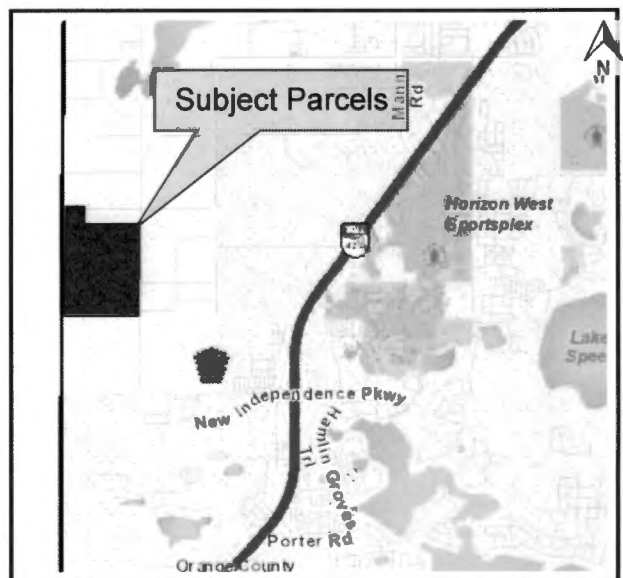 Subject Parcels
Mann
Rd
N
Horizon West
Sportsplex
Lake
Spee
New Independence Pkwy
Hamlin Groves
Trl
Porter Rd
Orange County